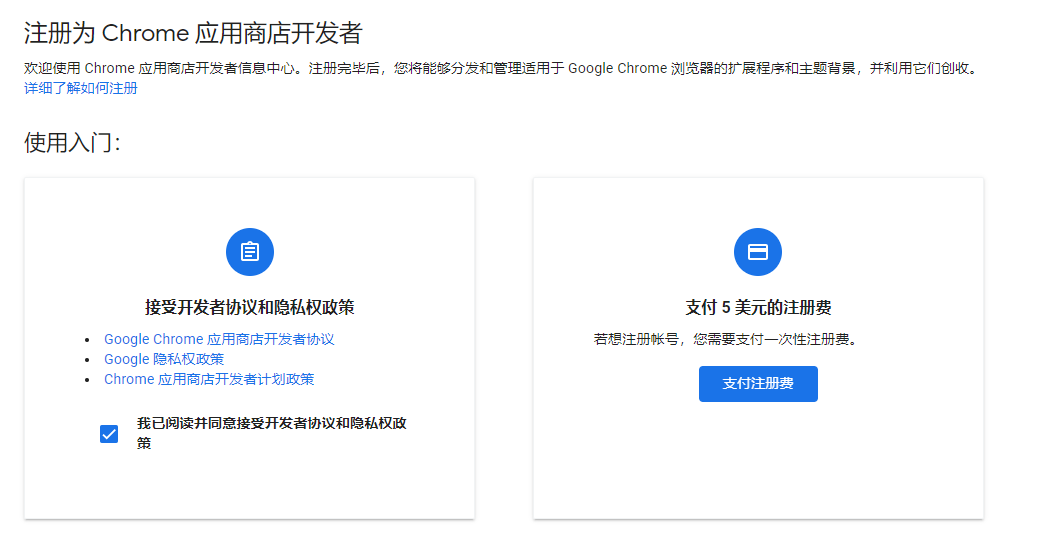 注册为 Chrome 应用商店开发者
欢迎使用 Chrome 应用商店开发者信息中心。注册完毕后，您将能够分发和管理适用于 Google Chrome 浏览器的扩展程序和主题背景，并利用它们创收。
详细了解如何注册
使用入门：
接受开发者协议和隐私权政策
Google Chrome 应用商店开发者协议
Google 隐私权政策
Chrome 应用商店开发者计划政策
我已阅读并同意接受开发者协议和隐私权政
策
支付 5 美元的注册费
若想注册帐号，您需要支付一次性注册费。
支付注册费